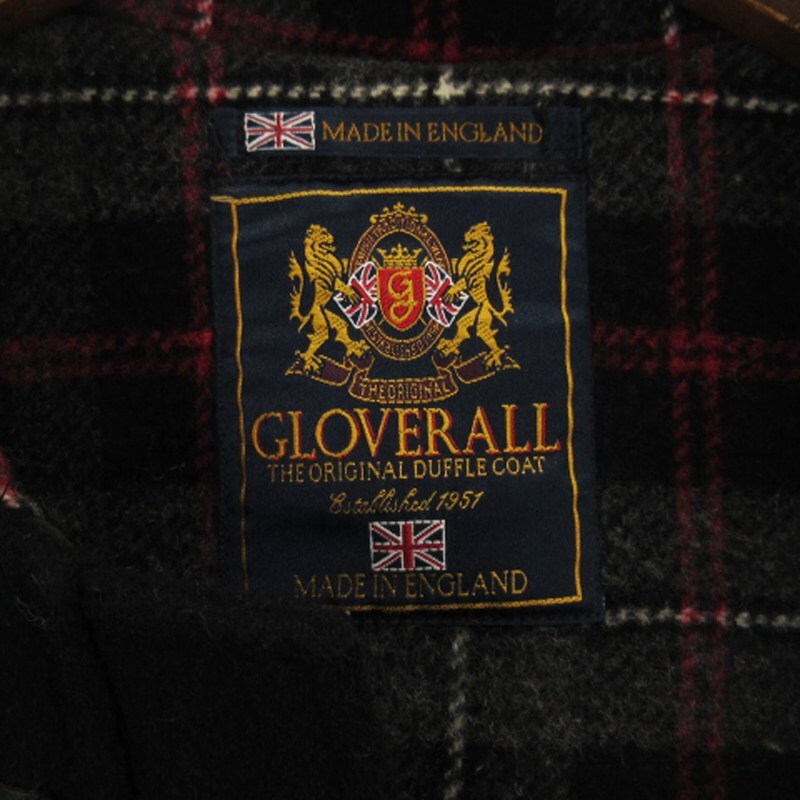 MADE IN ENGLAND
g
THE ORIGINAL
GLOVERALL
THE ORIGINAL DUFFLE COAT
Established 1951
MADE IN ENGLAND